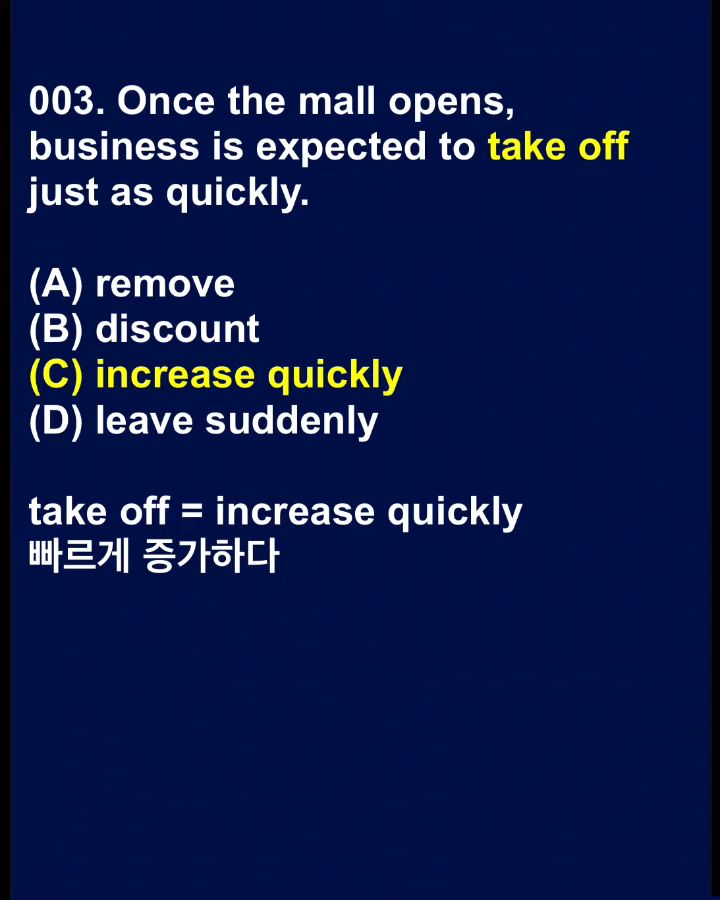 003. Once the mall opens,
business is expected to take off
just as quickly.
(A) remove
(B) discount
(C) increase quickly
(D) leave suddenly
take off = increase quickly
빠르게 증가하다